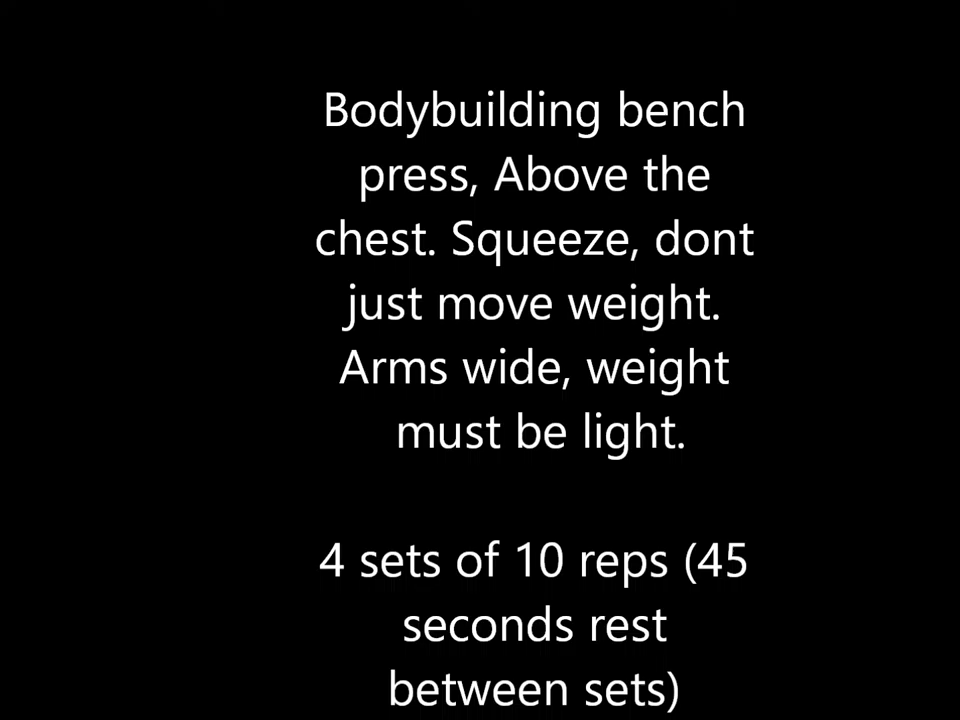 Bodybuilding bench
press, Above the
chest. Squeeze, dont
just move weight.
Arms wide, weight
must be light.
4 sets of 10 reps (45
seconds rest
between sets)